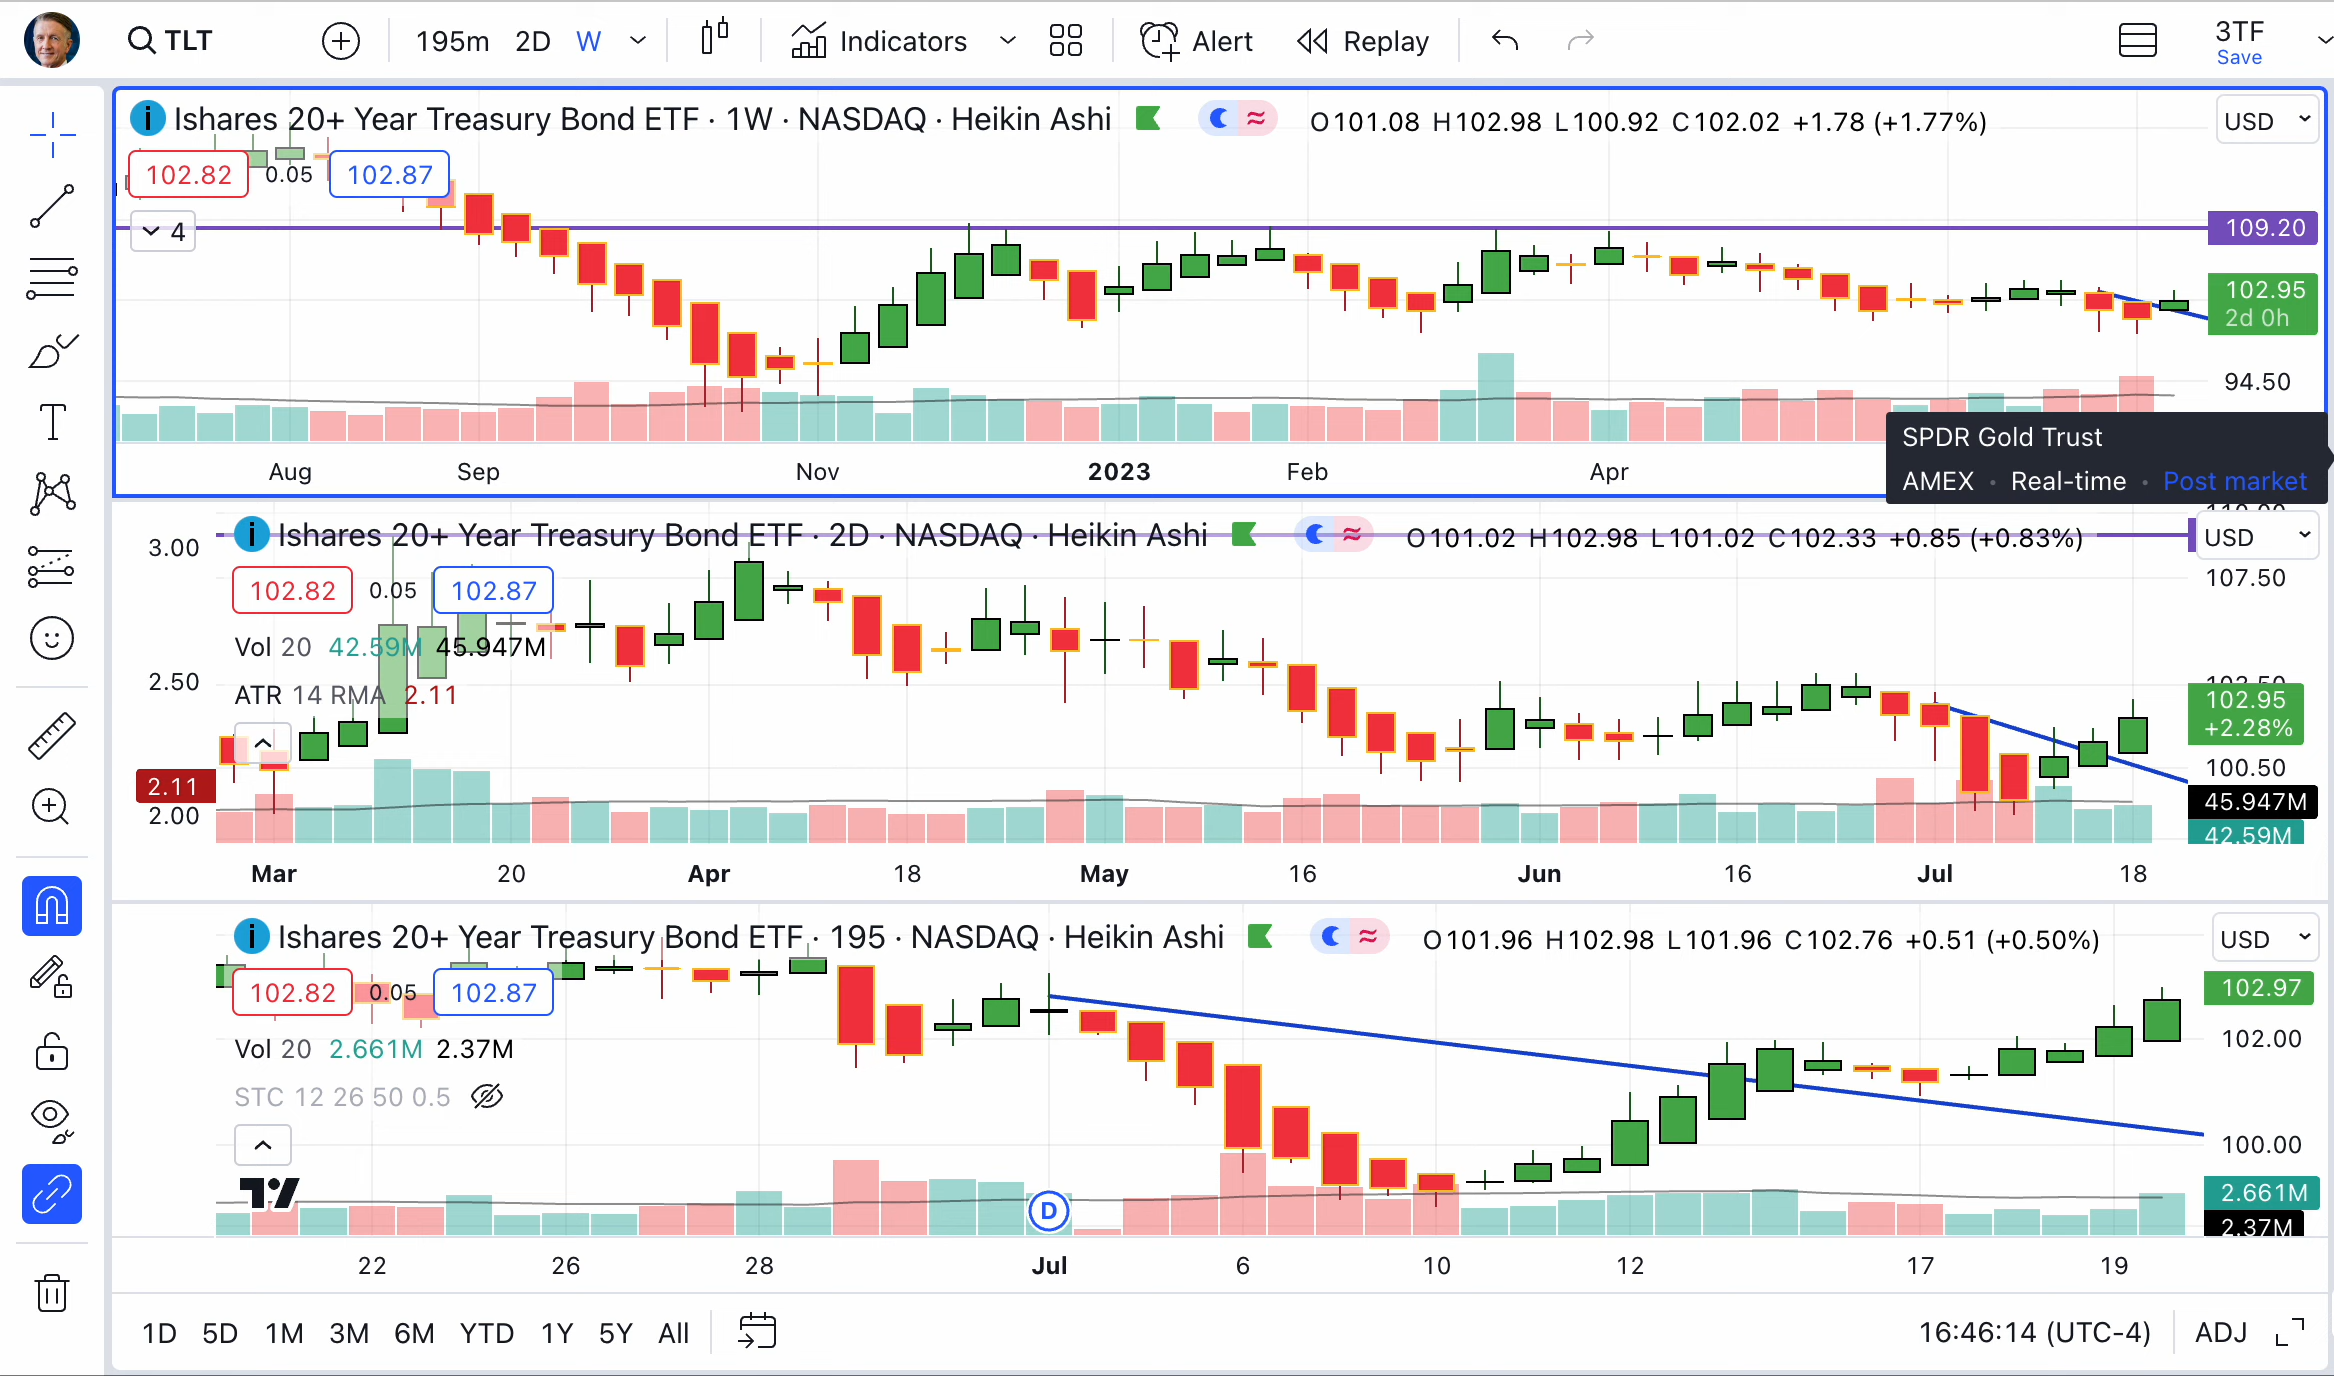 TLT 195m 2D W Indicators Alert Replay 3TF
Save
Ishares 20+ Year Treasury Bond ETF · 1W · NASDAQ · Heikin Ashi O101.08 H102.98 L100.92 C102.02 +1.78 (+1.77%) USD
102.82 0.05 102.87
4 109.20
102.95
2d 0h
94.50
SPDR Gold Trust
Aug Sep Nov 2023 Feb Apr
AMEX · Real-time · Post market
3.00 Ishares 20+ Year Treasury Bond ETF · 2D · NASDAQ · Heikin Ashi O101.02 H102.98 L101.02 C102.33 +0.85 (+0.83%) USD
107.50
102.82 0.05 102.87
Vol 20 42.59M 45.947M
2.50
ATR 14 RMA 2.11 102.95
+2.28%
100.50
2.11
45.947M
2.00
42.59M
Mar 20 Apr 18 May 16 Jun 16 Jul 18
Ishares 20+ Year Treasury Bond ETF · 195 · NASDAQ · Heikin Ashi O101.96 H102.98 L101.96 C102.76 +0.51 (+0.50%) USD
102.82 0.05 102.87 102.97
102.00
Vol 20 2.661M 2.37M
STC 12 26 50 0.5
100.00
2.661M
D
2.37M
22 26 28 Jul 6 10 12 17 19
1D 5D 1M 3M 6M YTD 1Y 5Y All 16:46:14 (UTC-4) ADJ